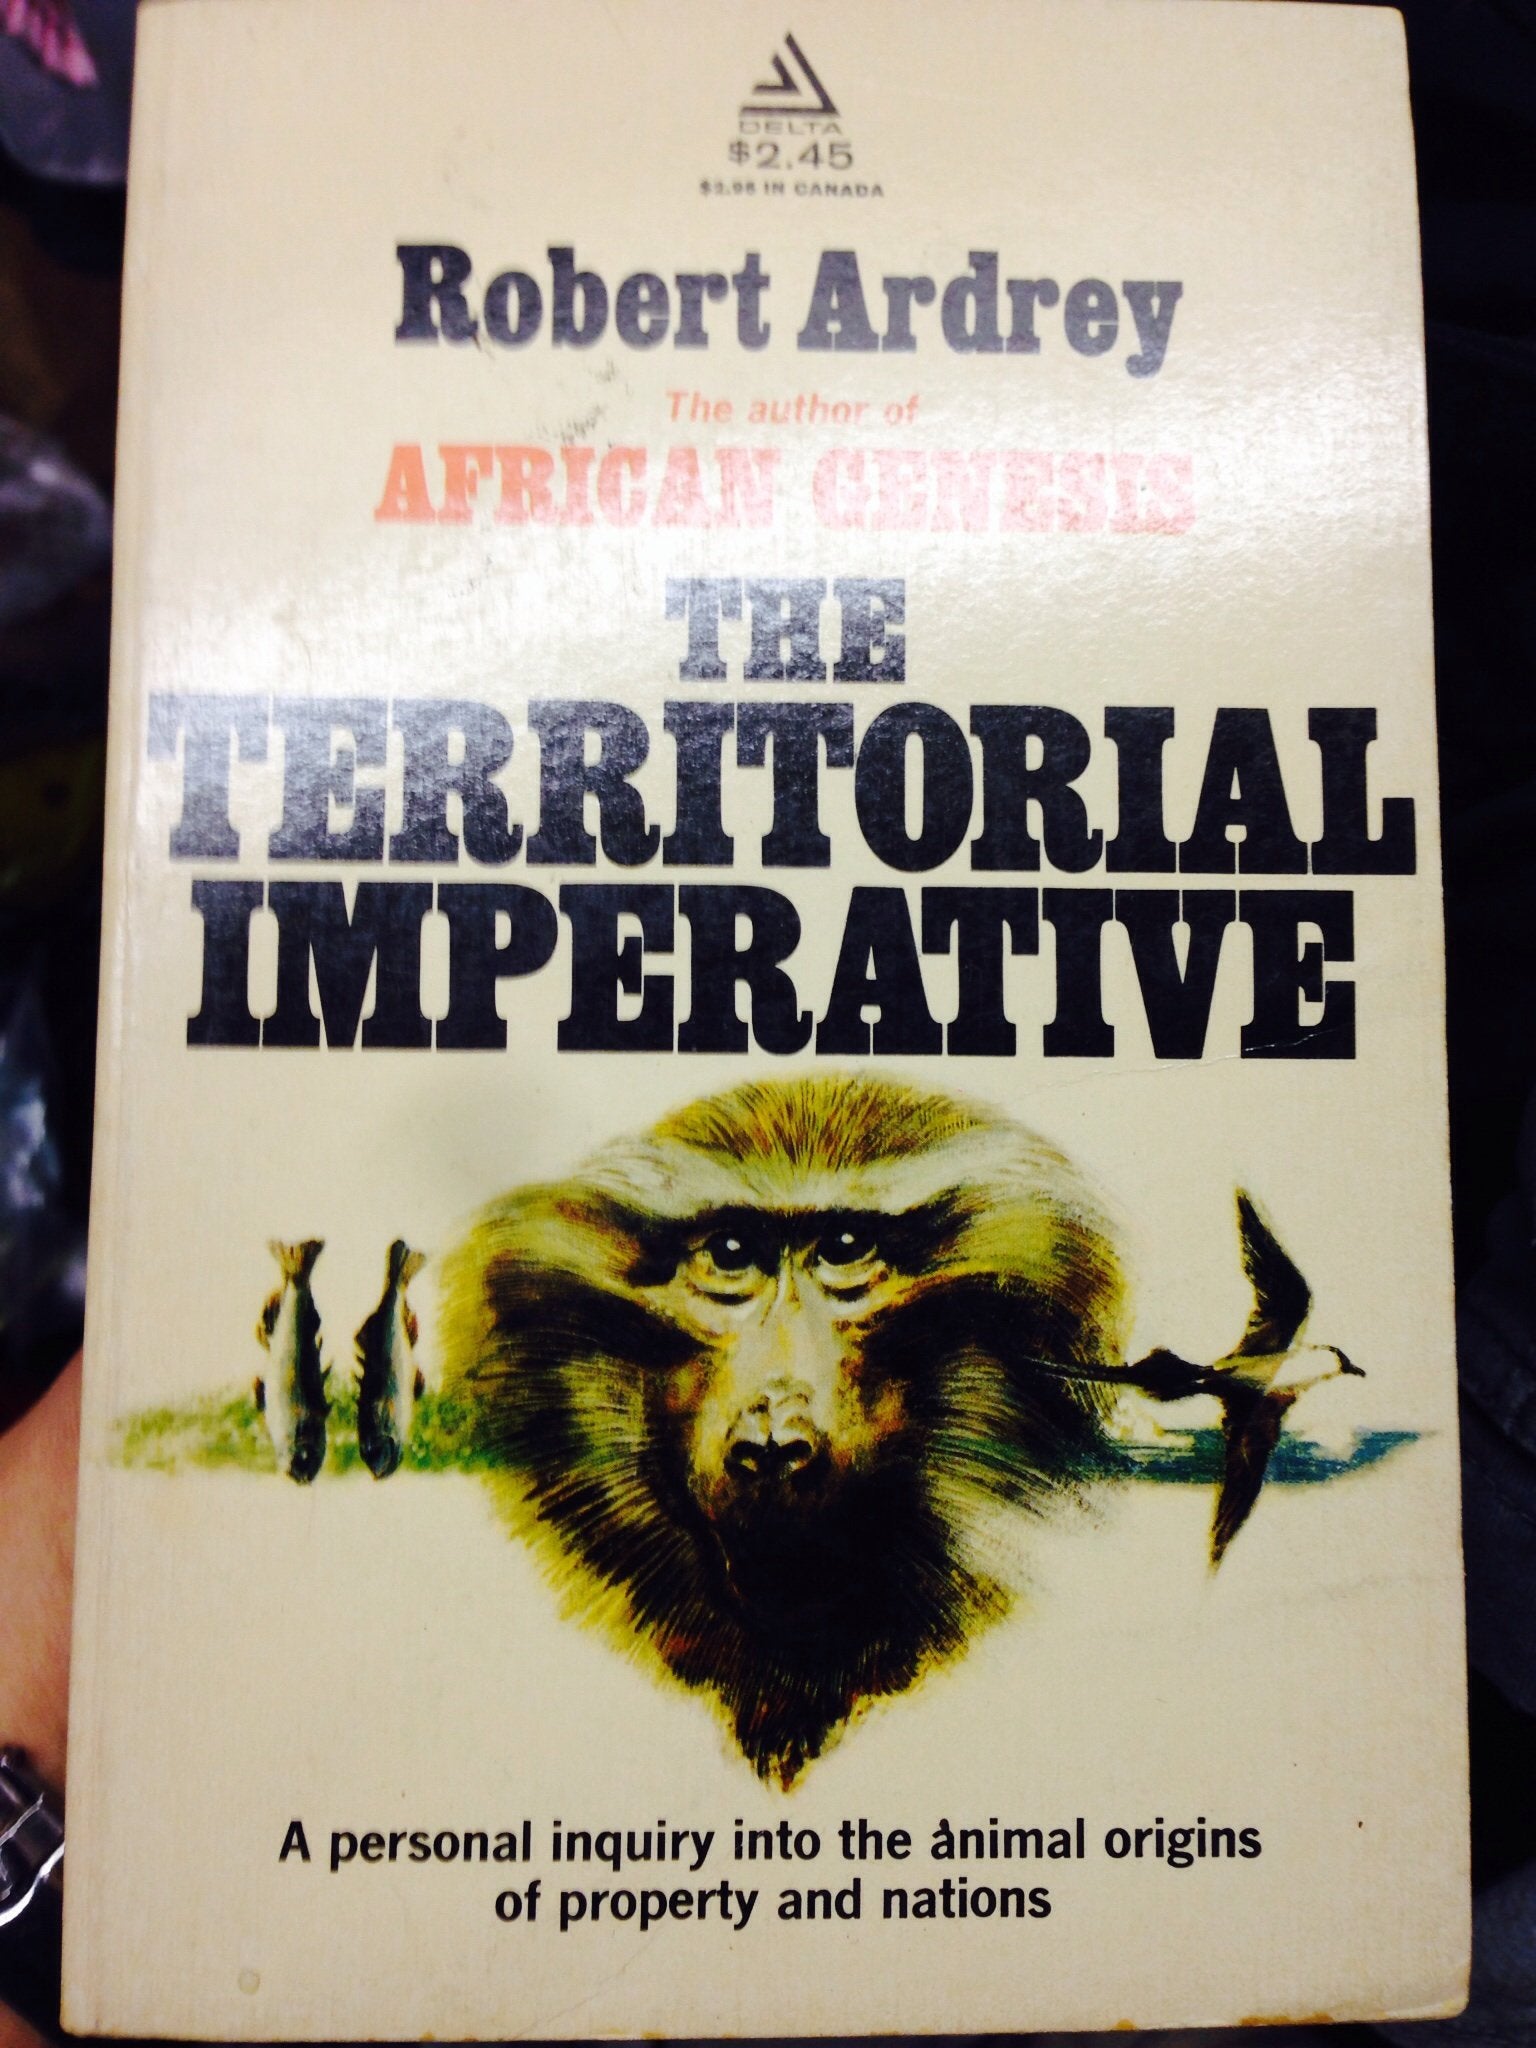 DELTA
$2.45
$2.95 IN CANADA
Robert Ardrey
The author of
AFRICAN GENESIS
THE
TERRITORIAL
IMPERATIVE
A personal inquiry into the animal origins
of property and nations